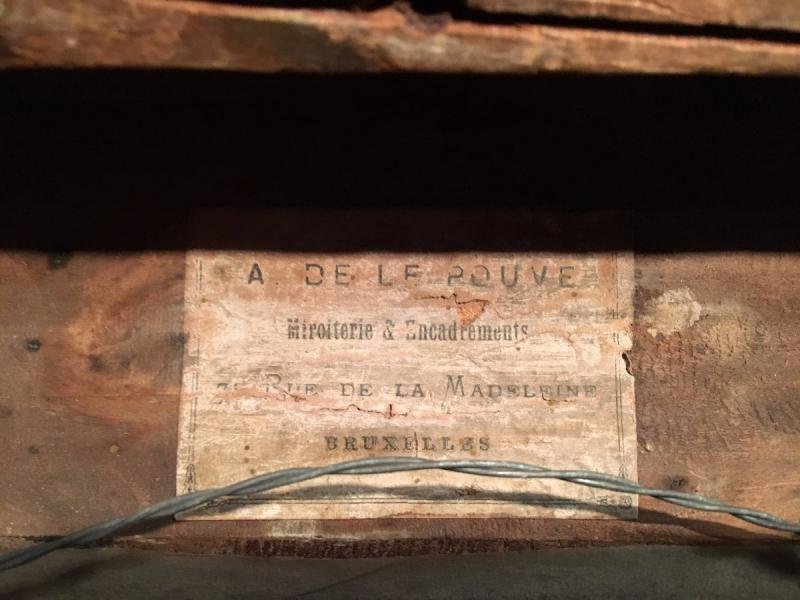 A. DE LE POUVE
Miroiterie & Encadrements
RUE DE LA MADELEINE
BRUXELLES